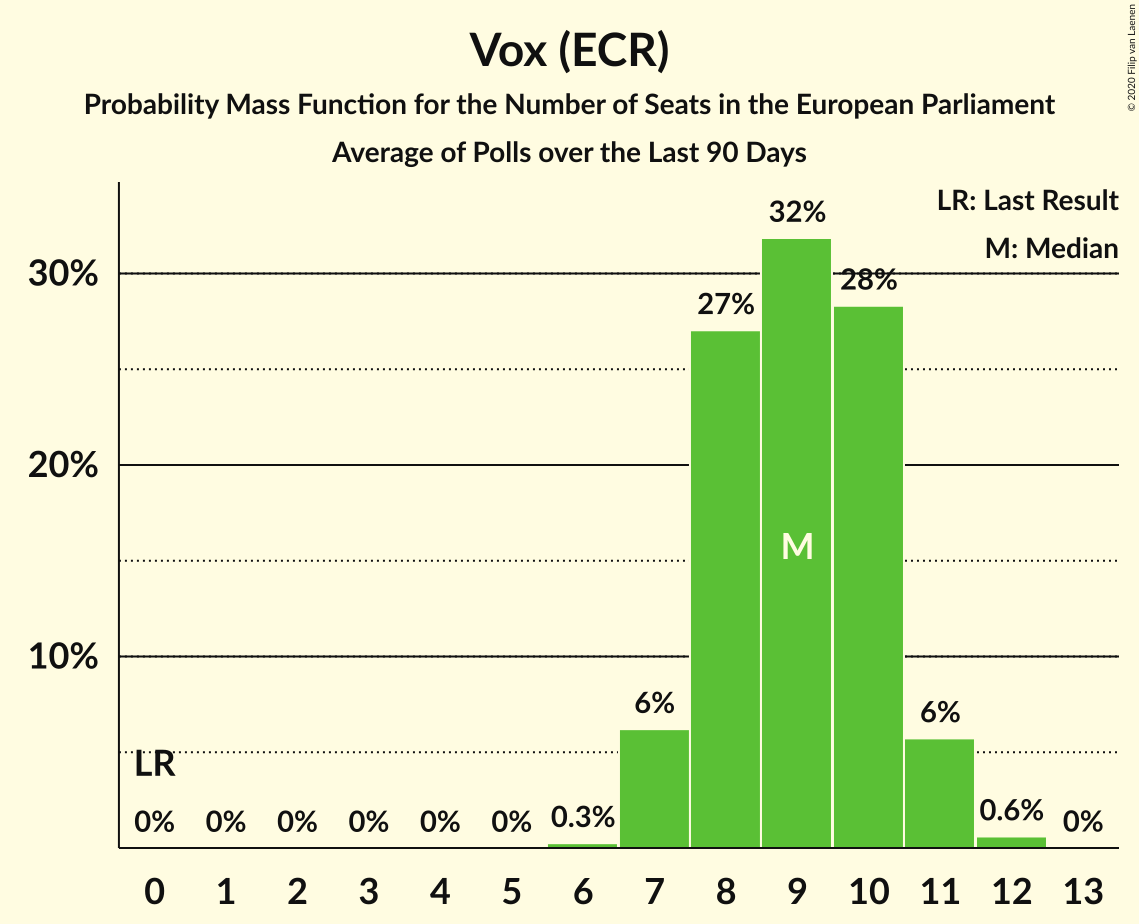 Vox (ECR)
Probability Mass Function for the Number of Seats in the European Parliament
Average of Polls over the Last 90 Days
© 2020 Filip van Laenen
LR: Last Result
M: Median
30%
20%
10%
32%
28%
27%
M
6%
6%
LR
0% 0% 0% 0% 0% 0% 0.3% 0.6% 0%
0 1 2 3 4 5 6 7 8 9 10 11 12 13